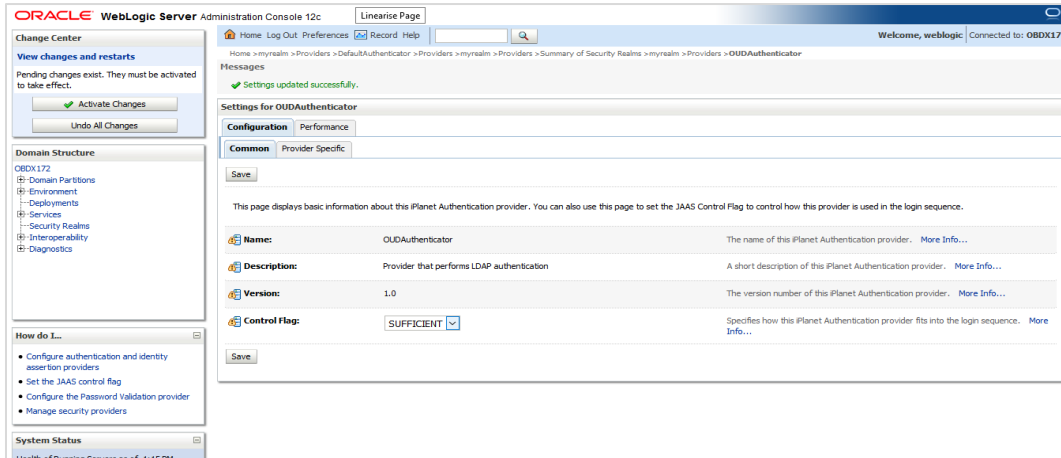 ORACLE WebLogic Server Administration Console 12c
Linearise Page
Change Center
View changes and restarts
Pending changes exist. They must be activated
to take effect.
Activate Changes
Undo All Changes
Domain Structure
OBDX172
Domain Partitions
Environment
Deployments
Services
Security Realms
Interoperability
Diagnostics
How do I...
Configure authentication and identity
assertion providers
Set the JAAS control flag
Configure the Password Validation provider
Manage security providers
System Status
Home Log Out Preferences Record Help
Welcome, weblogic Connected to: OBDX17
Home >myrealm >Providers >DefaultAuthenticator >Providers >myrealm >Providers >Summary of Security Realms >myrealm >Providers >OUDAuthenticator
Messages
Settings updated successfully.
Settings for OUDAuthenticator
Configuration Performance
Common Provider Specific
Save
This page displays basic information about this iPlanet Authentication provider. You can also use this page to set the JAAS Control Flag to control how this provider is used in the login sequence.
Name: OUDAuthenticator The name of this iPlanet Authentication provider. More Info...
Description: Provider that performs LDAP authentication A short description of this iPlanet Authentication provider. More Info...
Version: 1.0 The version number of this iPlanet Authentication provider. More Info...
Control Flag: SUFFICIENT Specifies how this iPlanet Authentication provider fits into the login sequence. More
Info...
Save